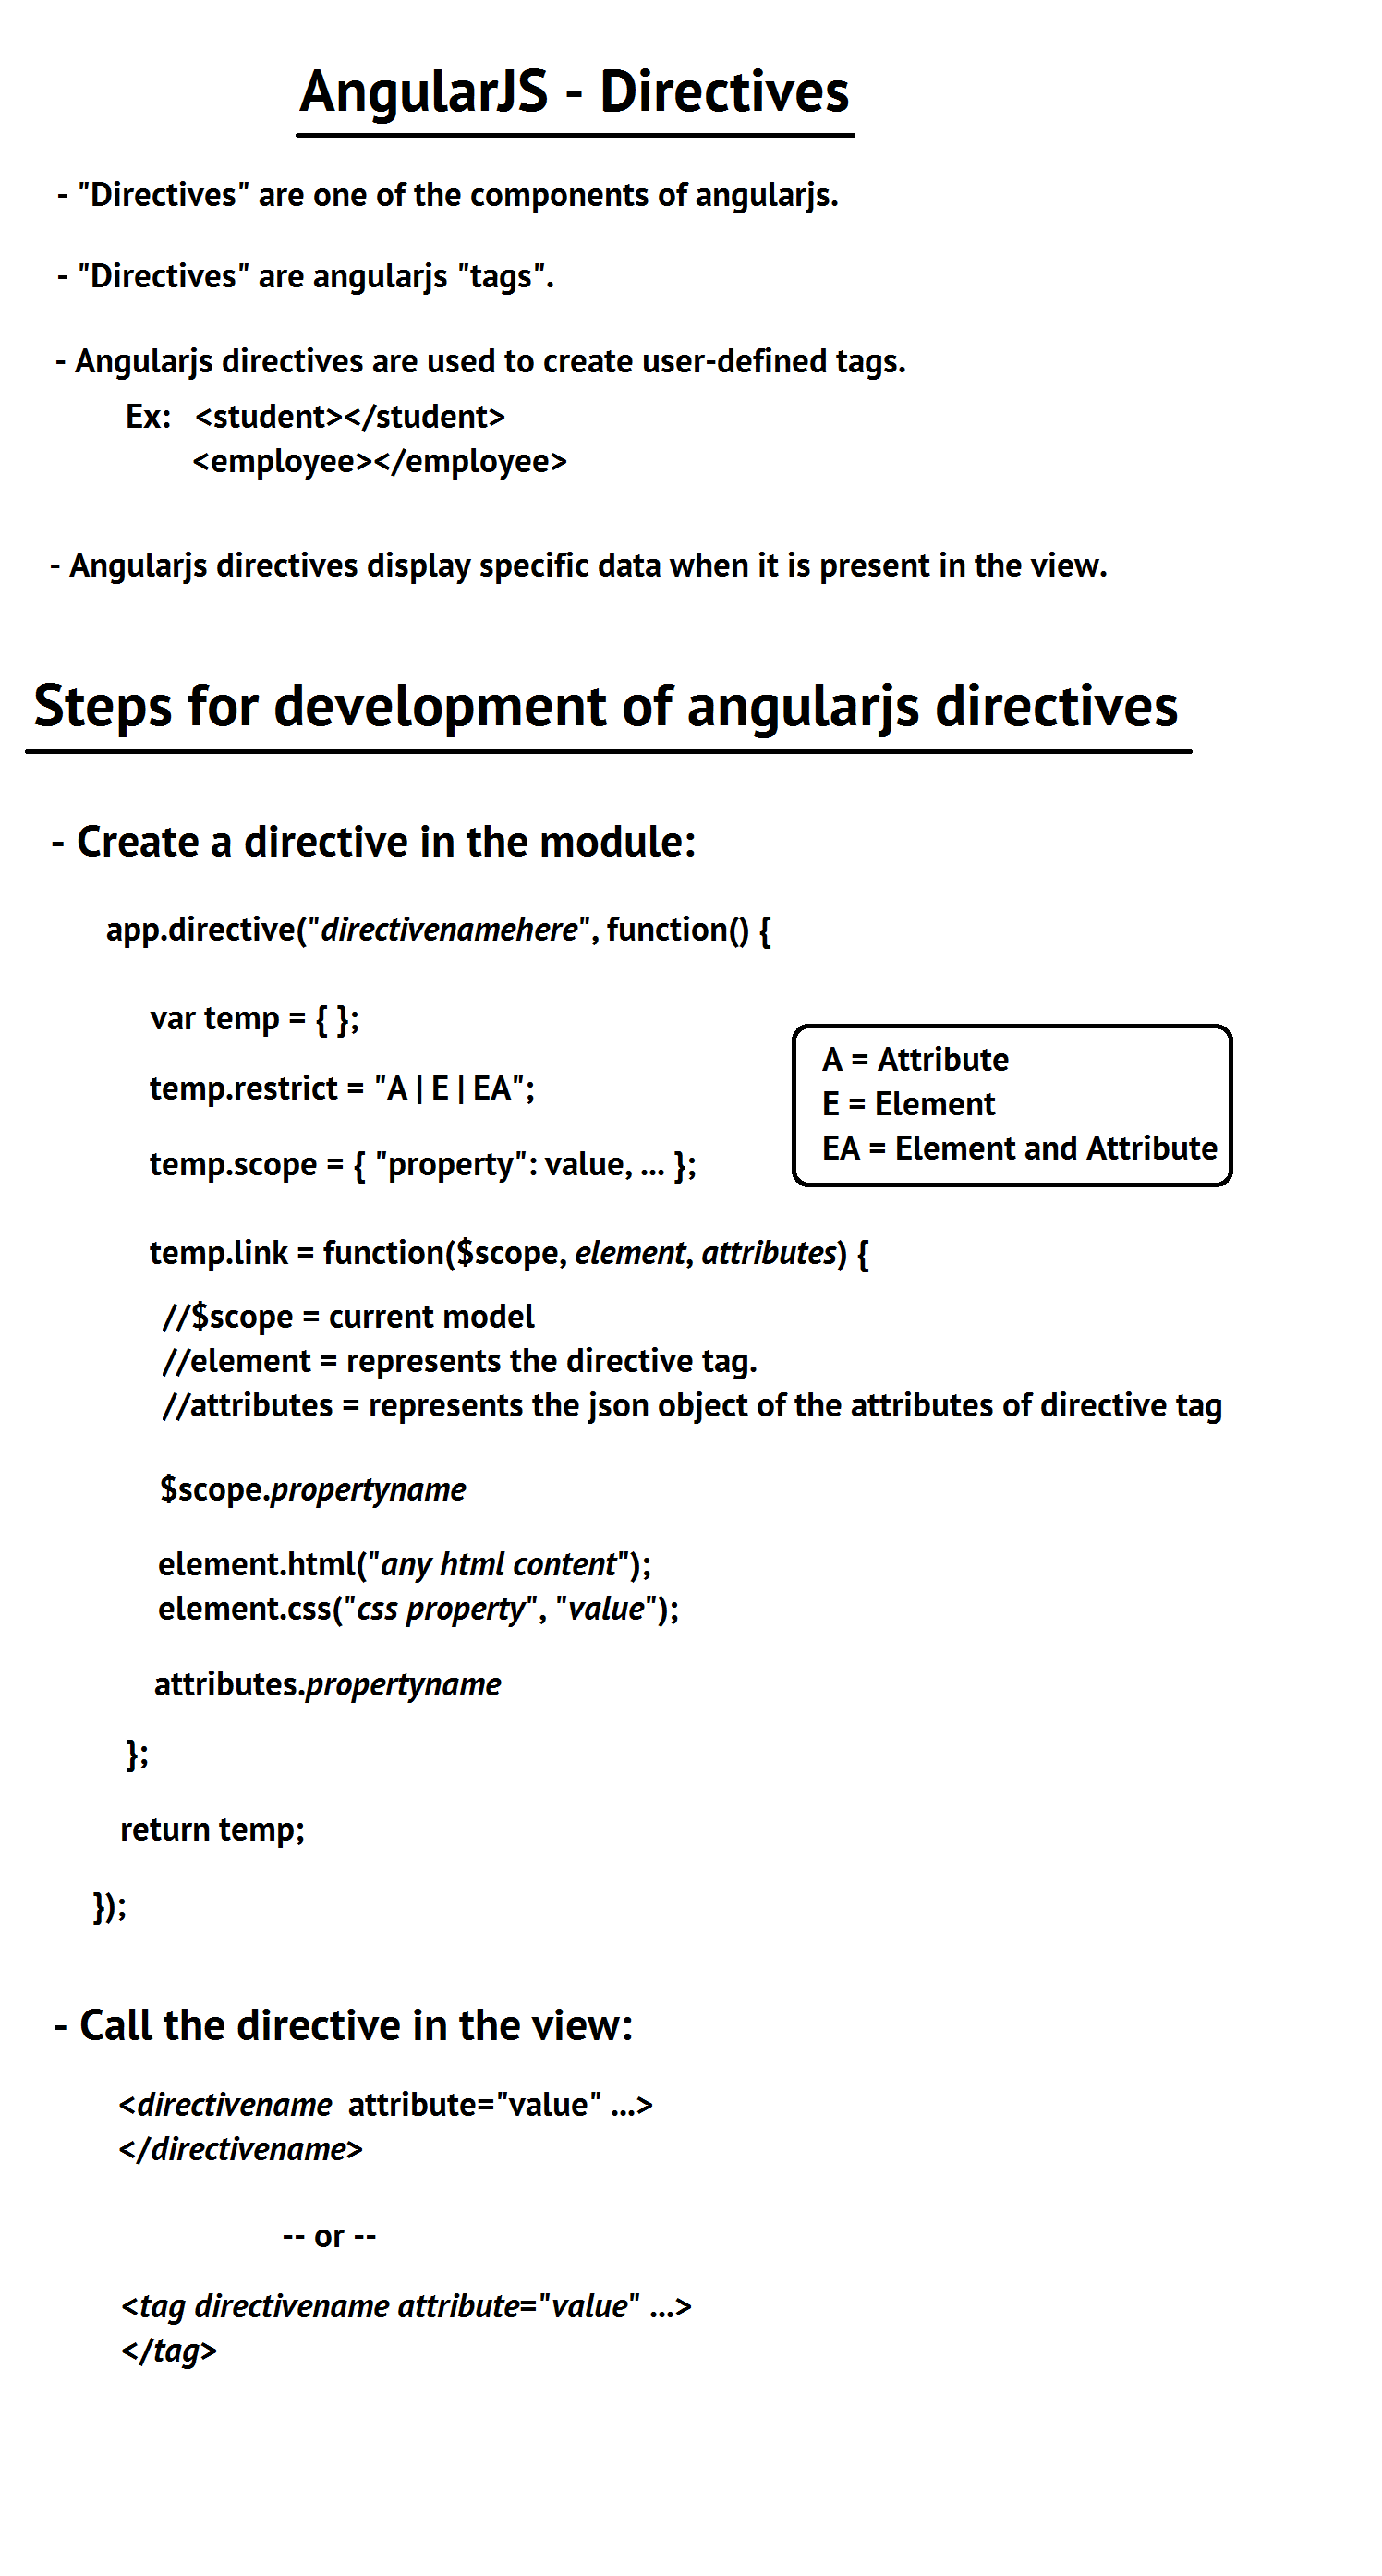 AngularJS - Directives
- "Directives" are one of the components of angularjs.
- "Directives" are angularjs "tags".
- Angularjs directives are used to create user-defined tags.
Ex: <student></student>
<employee></employee>
- Angularjs directives display specific data when it is present in the view.
Steps for development of angularjs directives
- Create a directive in the module:
app.directive("directivenamehere", function() {
var temp = { };
temp.restrict = "A | E | EA";
temp.scope = { "property": value, ... };
A = Attribute
E = Element
EA = Element and Attribute
temp.link = function($scope, element, attributes) {
//$scope = current model
//element = represents the directive tag.
//attributes = represents the json object of the attributes of directive tag
$scope.propertyname
element.html("any html content");
element.css("css property", "value");
attributes.propertyname
};
return temp;
});
- Call the directive in the view:
<directivename attribute="value" ...>
</directivename>
-- or --
<tag directivename attribute="value" ...>
</tag>